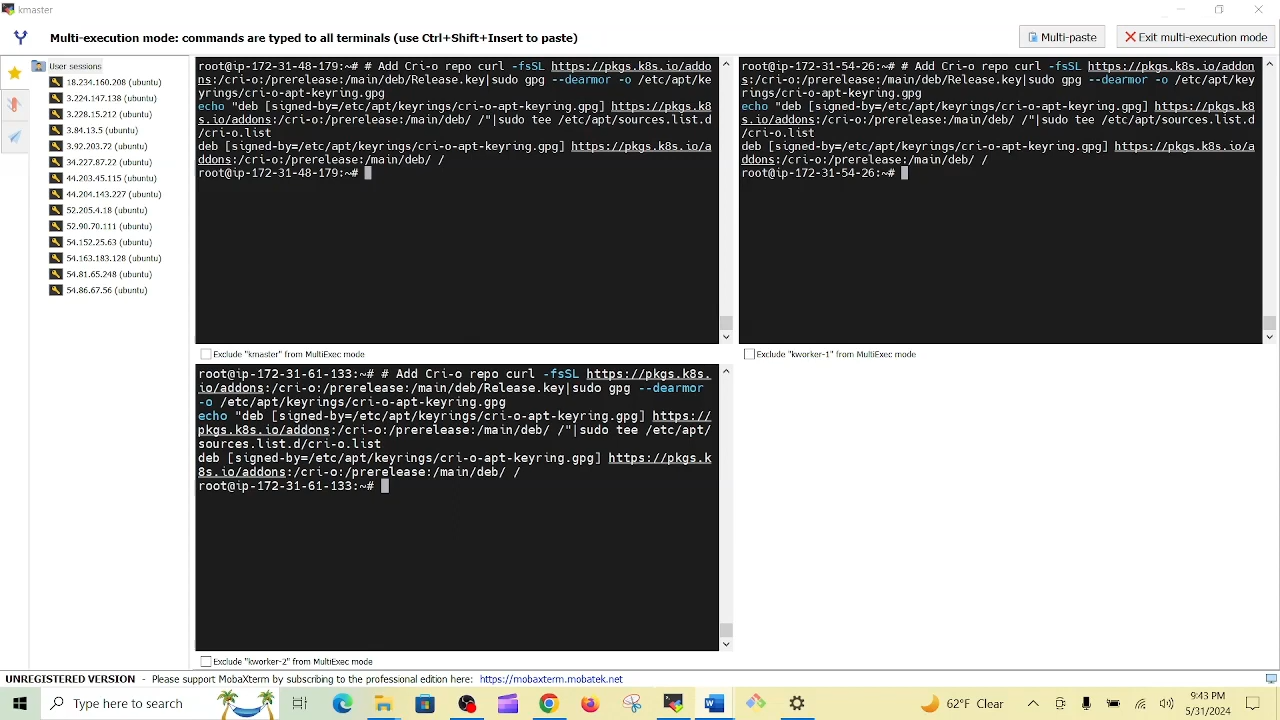 kmaster
Multi-execution mode: commands are typed to all terminals (use Ctrl+Shift+Insert to paste)
Multi-paste
Exit multi-execution mode
User sessions
18.234.160.208 (ubuntu)
3.224.147.138 (ubuntu)
3.228.15.212 (ubuntu)
3.84.13.5 (ubuntu)
3.92.203.72 (ubuntu)
34.227.87.22 (ubuntu)
44.203.45.115 (ubuntu)
44.204.143.227 (ubuntu)
52.205.4.18 (ubuntu)
52.90.70.111 (ubuntu)
54.152.25.63 (ubuntu)
54.163.183.128 (ubuntu)
54.81.65.248 (ubuntu)
54.86.67.56 (ubuntu)
root@ip-172-31-48-179:~# # Add Cri-o repo curl -fsSL https://pkgs.k8s.io/addo
ns:/cri-o:/prerelease:/main/deb/Release.key|sudo gpg --dearmor -o /etc/apt/ke
yrings/cri-o-apt-keyring.gpg
echo "deb [signed-by=/etc/apt/keyrings/cri-o-apt-keyring.gpg] https://pkgs.k8
s.io/addons:/cri-o:/prerelease:/main/deb/ /"|sudo tee /etc/apt/sources.list.d
/cri-o.list
deb [signed-by=/etc/apt/keyrings/cri-o-apt-keyring.gpg] https://pkgs.k8s.io/a
ddons:/cri-o:/prerelease:/main/deb/ /
root@ip-172-31-48-179:~#
Exclude "kmaster" from MultiExec mode
root@ip-172-31-54-26:~# # Add Cri-o repo curl -fsSL https://pkgs.k8s.io/addon
s:/cri-o:/prerelease:/main/deb/Release.key|sudo gpg --dearmor -o /etc/apt/key
rings/cri-o-apt-keyring.gpg
echo "deb [signed-by=/etc/apt/keyrings/cri-o-apt-keyring.gpg] https://pkgs.k8
s.io/addons:/cri-o:/prerelease:/main/deb/ /"|sudo tee /etc/apt/sources.list.d
/cri-o.list
deb [signed-by=/etc/apt/keyrings/cri-o-apt-keyring.gpg] https://pkgs.k8s.io/a
ddons:/cri-o:/prerelease:/main/deb/ /
root@ip-172-31-54-26:~#
Exclude "kworker-1" from MultiExec mode
root@ip-172-31-61-133:~# # Add Cri-o repo curl -fsSL https://pkgs.k8s.
io/addons:/cri-o:/prerelease:/main/deb/Release.key|sudo gpg --dearmor
-o /etc/apt/keyrings/cri-o-apt-keyring.gpg
echo "deb [signed-by=/etc/apt/keyrings/cri-o-apt-keyring.gpg] https://
pkgs.k8s.io/addons:/cri-o:/prerelease:/main/deb/ /"|sudo tee /etc/apt/
sources.list.d/cri-o.list
deb [signed-by=/etc/apt/keyrings/cri-o-apt-keyring.gpg] https://pkgs.k
8s.io/addons:/cri-o:/prerelease:/main/deb/ /
root@ip-172-31-61-133:~#
Exclude "kworker-2" from MultiExec mode
UNREGISTERED VERSION - Please support MobaXterm by subscribing to the professional edition here: https://mobaxterm.mobatek.net
Type here to search
62°F Clear
9:43 PM
5/31/2024